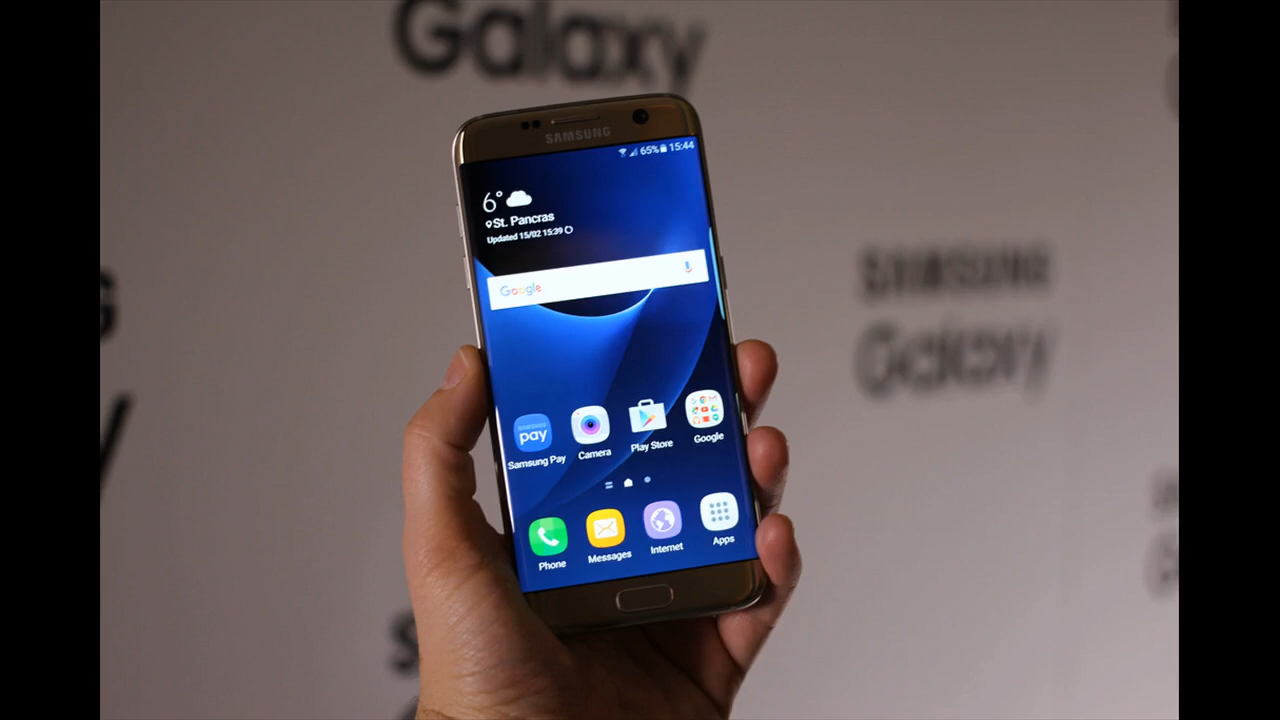 Galaxy
SAMSUNG
65% 15:44
6°
St. Pancras
Updated 15/02 15:39
Google
SAMSUNG
Galaxy
SAMSUNG
pay
Samsung Pay
Camera
Play Store
Google
Phone
Messages
Internet
Apps